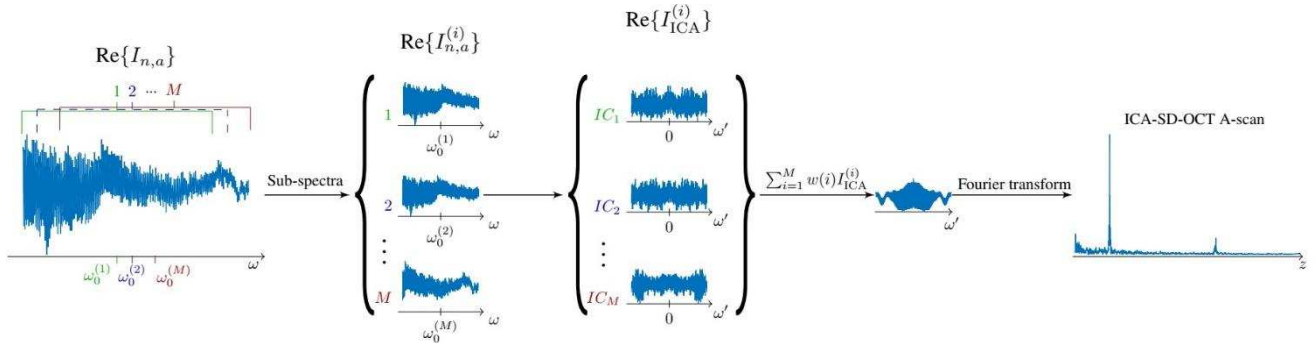 Re{I_{n,a}}
1 2 ... M
ω
ω_0^{(1)} ω_0^{(2)} ω_0^{(M)}
Sub-spectra
Re{I_{n,a}^{(i)}}
1
ω
ω_0^{(1)}
2
ω
ω_0^{(2)}
⋮
M
ω
ω_0^{(M)}
Re{I_{ICA}^{(i)}}
IC_1
0
ω′
IC_2
0
ω′
⋮
IC_M
0
ω′
∑_{i=1}^{M} w(i)I_{ICA}^{(i)}
ω′
Fourier transform
ICA-SD-OCT A-scan
z